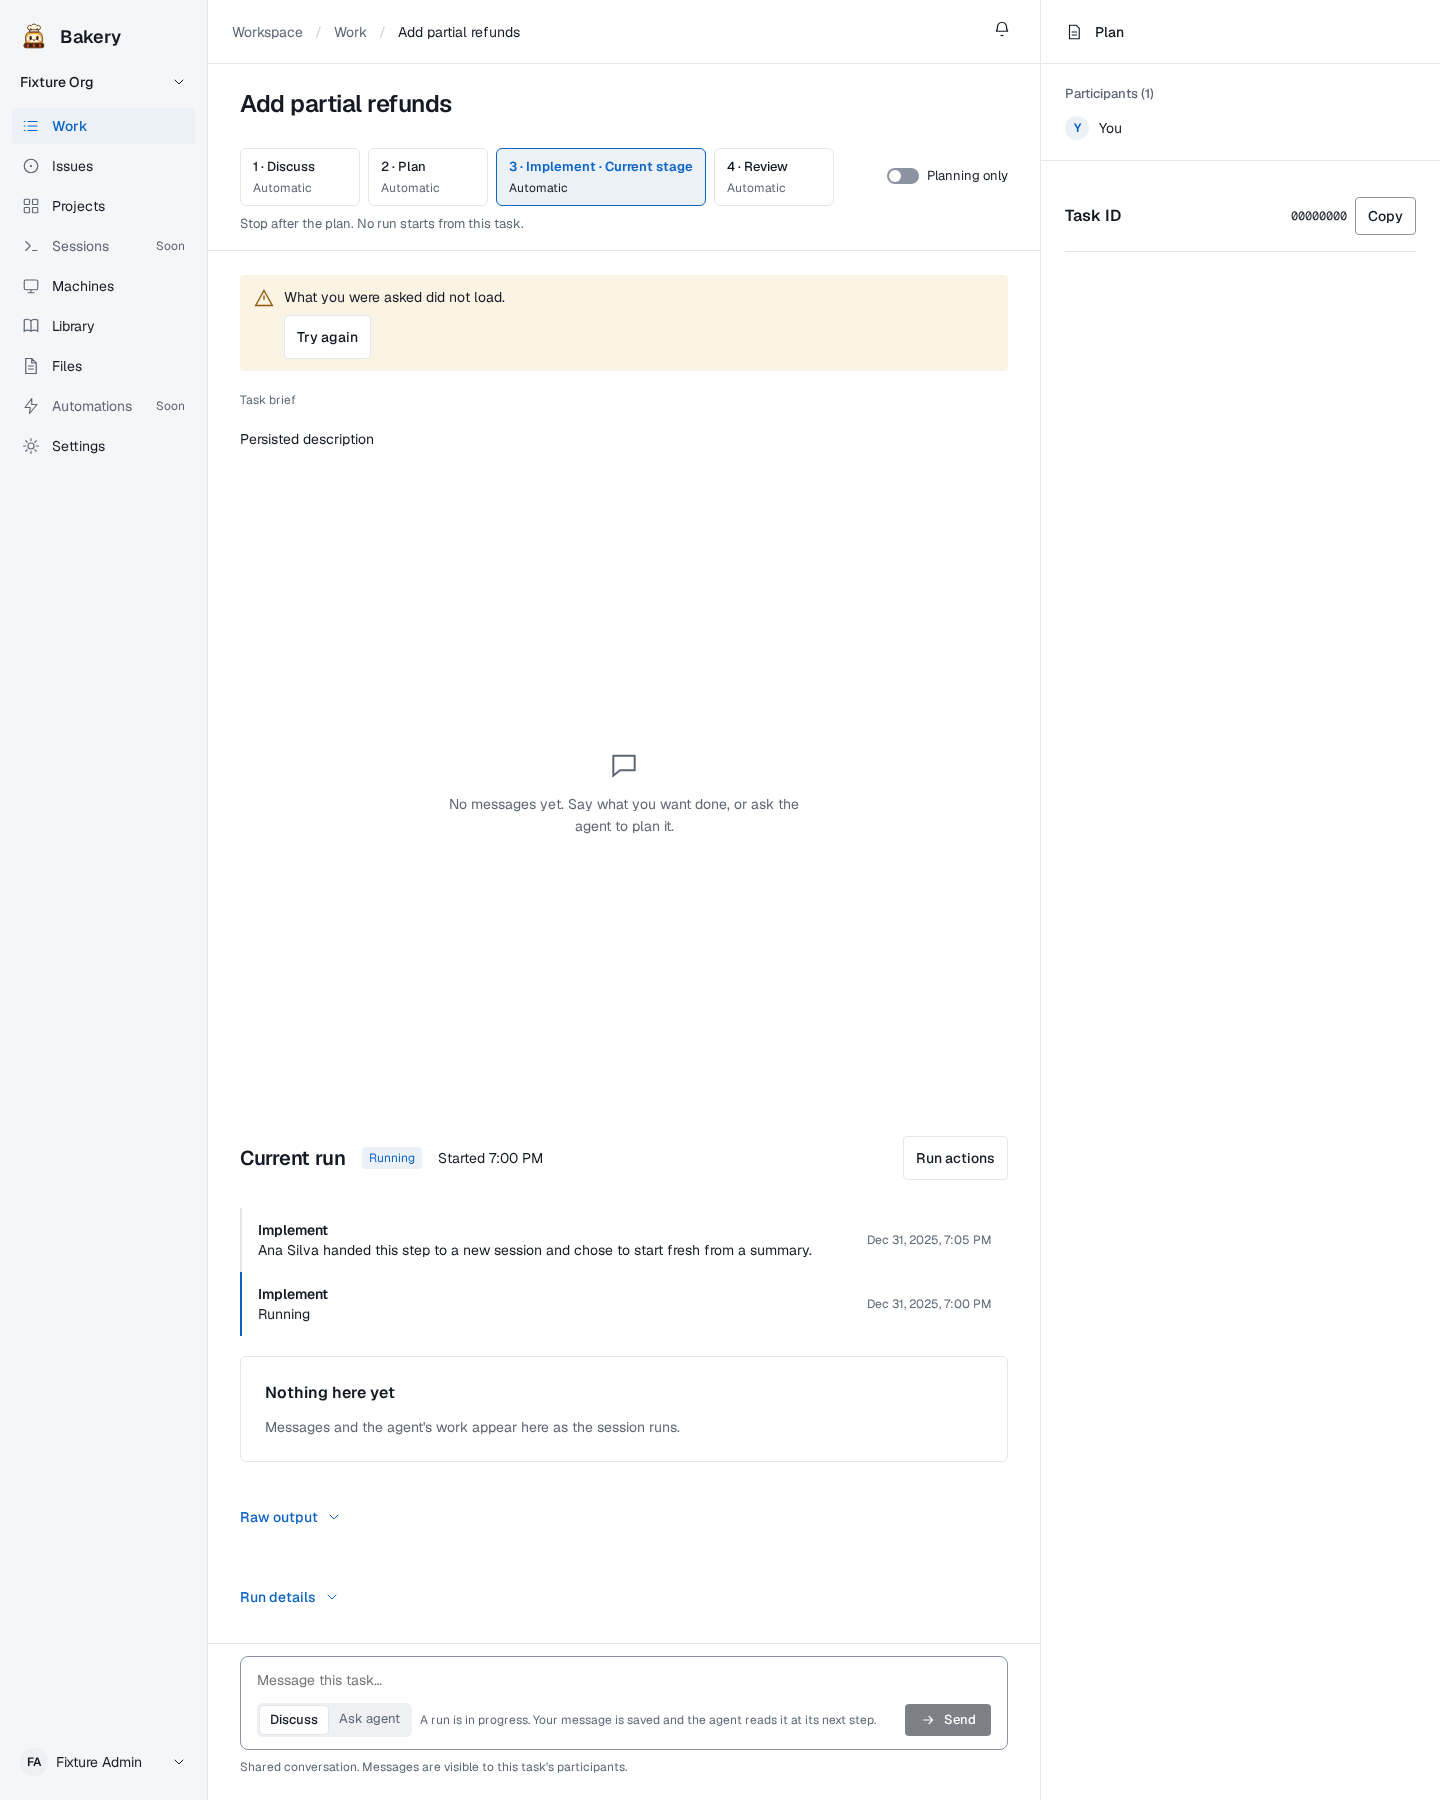 Bakery
Fixture Org
Work
Issues
Projects
Sessions Soon
Machines
Library
Files
Automations Soon
Settings
FA Fixture Admin
Workspace / Work / Add partial refunds
Add partial refunds
1 · Discuss
Automatic
2 · Plan
Automatic
3 · Implement · Current stage
Automatic
4 · Review
Automatic
Planning only
Stop after the plan. No run starts from this task.
What you were asked did not load.
Try again
Task brief
Persisted description
No messages yet. Say what you want done, or ask the
agent to plan it.
Current run Running Started 7:00 PM Run actions
Implement
Ana Silva handed this step to a new session and chose to start fresh from a summary.
Dec 31, 2025, 7:05 PM
Implement
Running
Dec 31, 2025, 7:00 PM
Nothing here yet
Messages and the agent's work appear here as the session runs.
Raw output
Run details
Message this task...
Discuss Ask agent A run is in progress. Your message is saved and the agent reads it at its next step. Send
Shared conversation. Messages are visible to this task's participants.
Plan
Participants (1)
Y You
Task ID 00000000 Copy